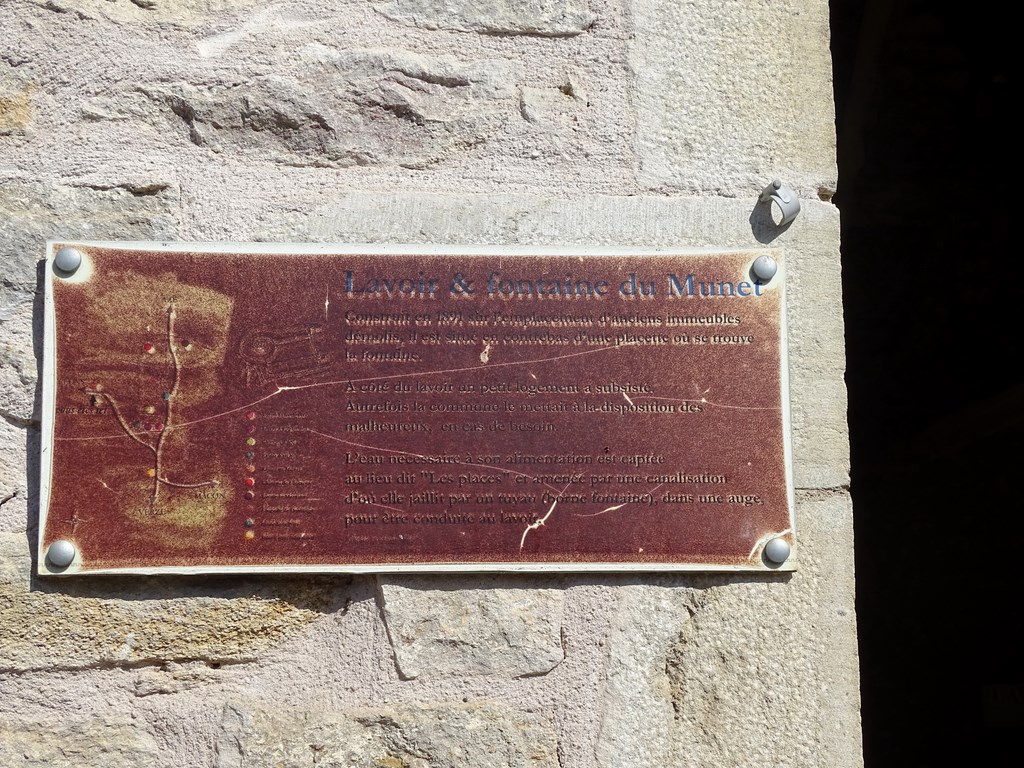 Lavoir & fontaine du Munet
Construit en 1891 sur l'emplacement d'anciens immeubles
démolis, il est situé en contrebas d'une placette où se trouve
la fontaine.
A côté du lavoir un petit logement a subsisté.
Autrefois la commune le mettait à la disposition des
malheureux, en cas de besoin.
L'eau nécessaire à son alimentation est captée
au lieu dit "Les places" et amenée par une canalisation
d'où elle jaillit par un tuyau (borne fontaine), dans une auge,
pour être conduite au lavoir.